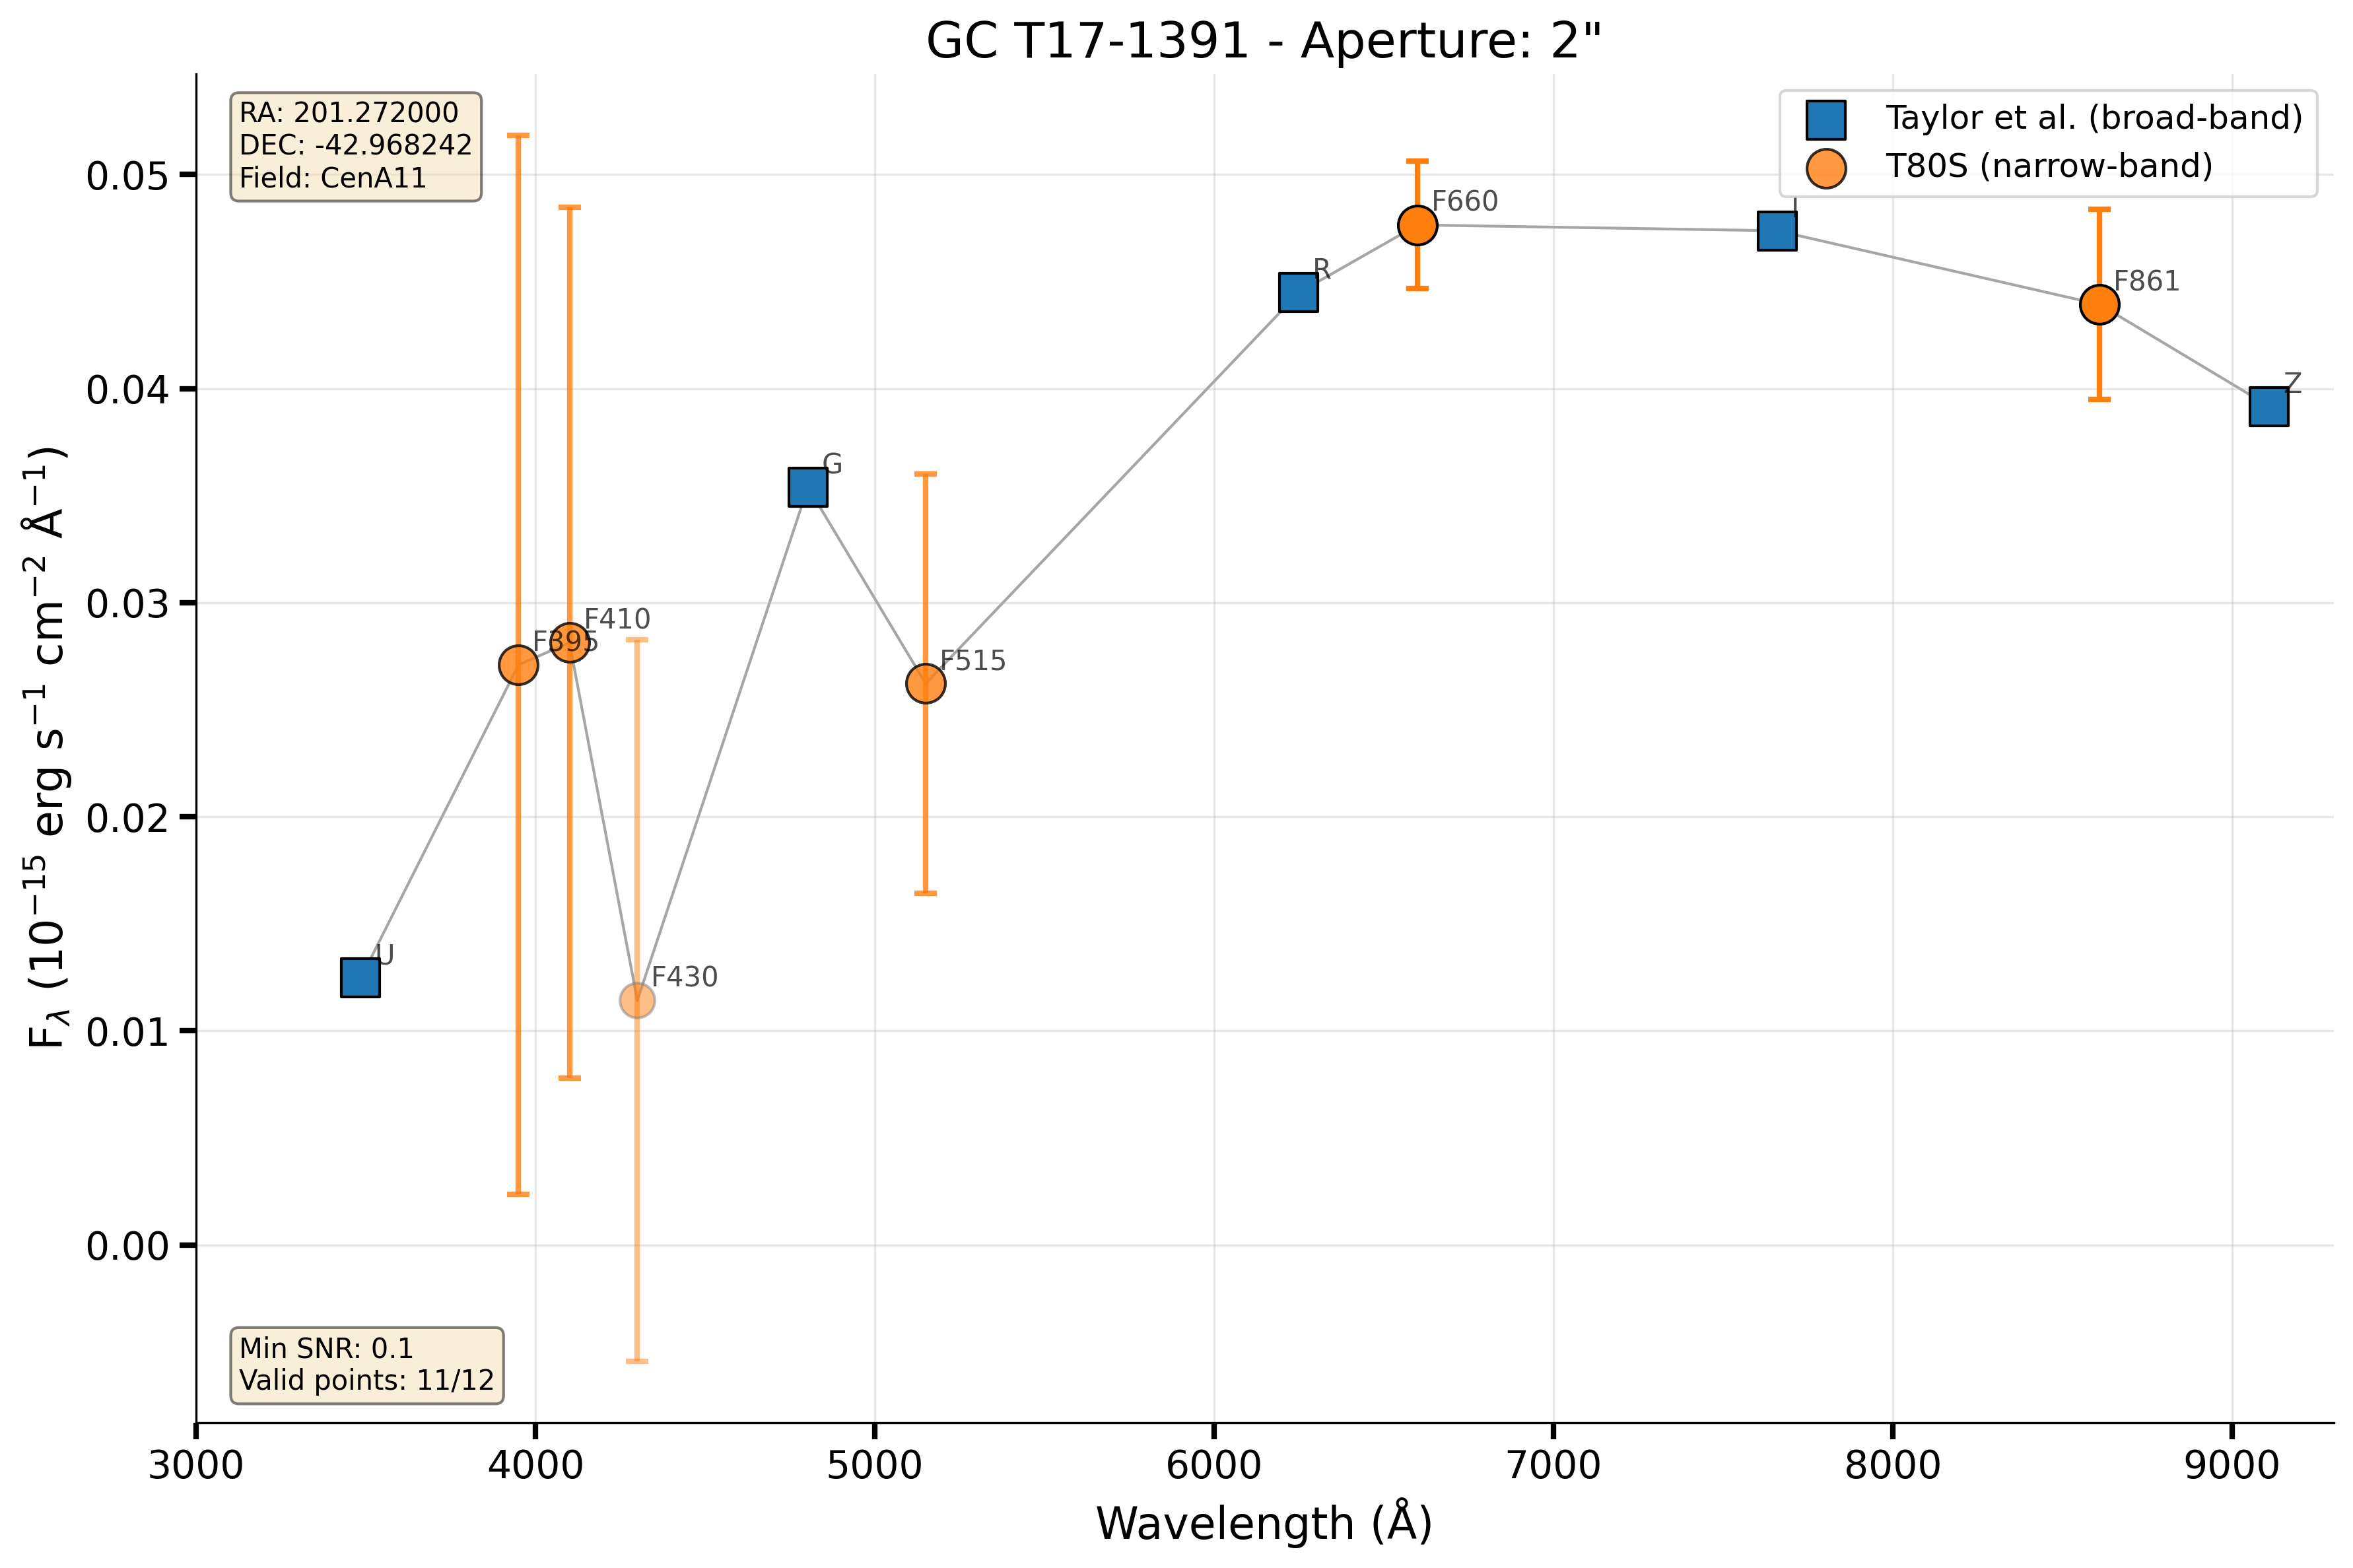 GC T17-1391 - Aperture: 2"
RA: 201.272000
DEC: -42.968242
Field: CenA11
Taylor et al. (broad-band)
T80S (narrow-band)
F660
I
R
F861
Z
G
F410
F395
F515
U
F430
0.05
0.04
0.03
0.02
0.01
0.00
F_λ (10⁻¹⁵ erg s⁻¹ cm⁻² Å⁻¹)
Min SNR: 0.1
Valid points: 11/12
3000 4000 5000 6000 7000 8000 9000
Wavelength (Å)